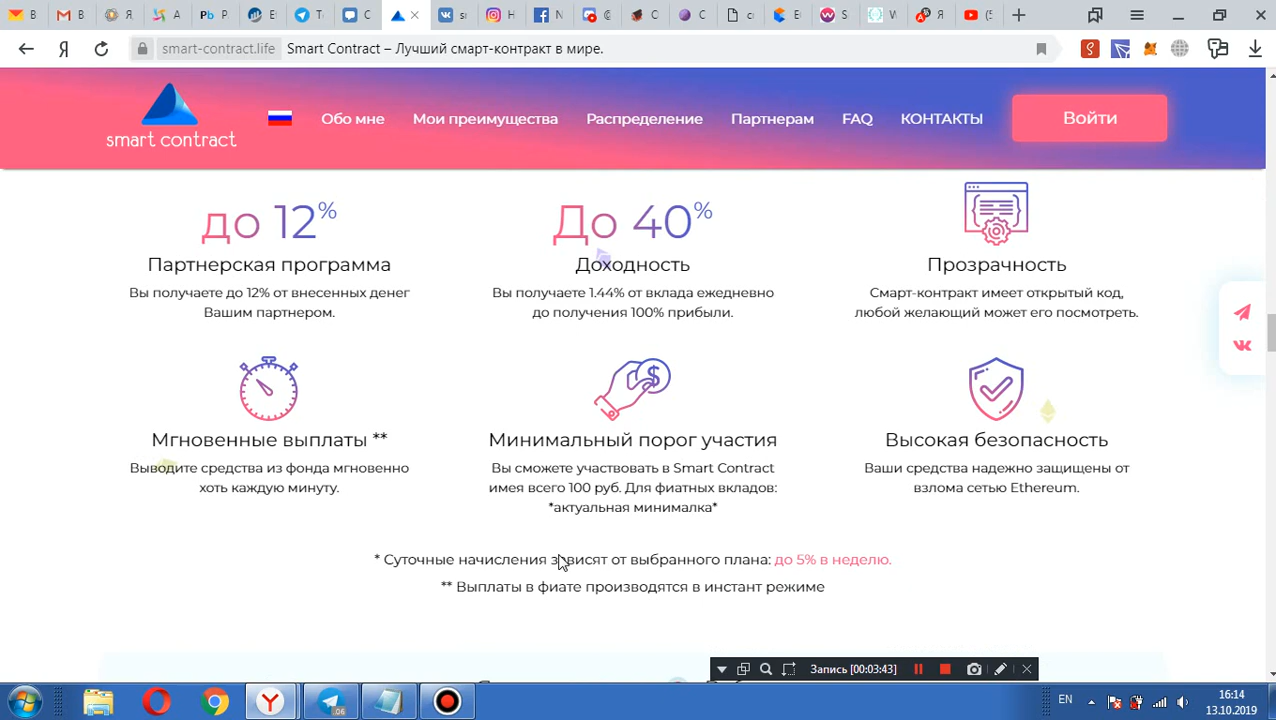 smart-contract.life
Smart Contract – Лучший смарт-контракт в мире.
smart contract
Обо мне
Мои преимущества
Распределение
Партнерам
FAQ
КОНТАКТЫ
Войти
до 12%
Партнерская программа
Вы получаете до 12% от внесенных денег
Вашим партнером.
До 40%
Доходность
Вы получаете 1.44% от вклада ежедневно
до получения 100% прибыли.
Прозрачность
Смарт-контракт имеет открытый код,
любой желающий может его посмотреть.
Мгновенные выплаты **
Выводите средства из фонда мгновенно
хоть каждую минуту.
Минимальный порог участия
Вы сможете участвовать в Smart Contract
имея всего 100 руб. Для фиатных вкладов:
*актуальная минималка*
Высокая безопасность
Ваши средства надежно защищены от
взлома сетью Ethereum.
* Суточные начисления зависят от выбранного плана: до 5% в неделю.
** Выплаты в фиате производятся в инстант режиме
Запись [00:03:43]
EN
16:14
13.10.2019